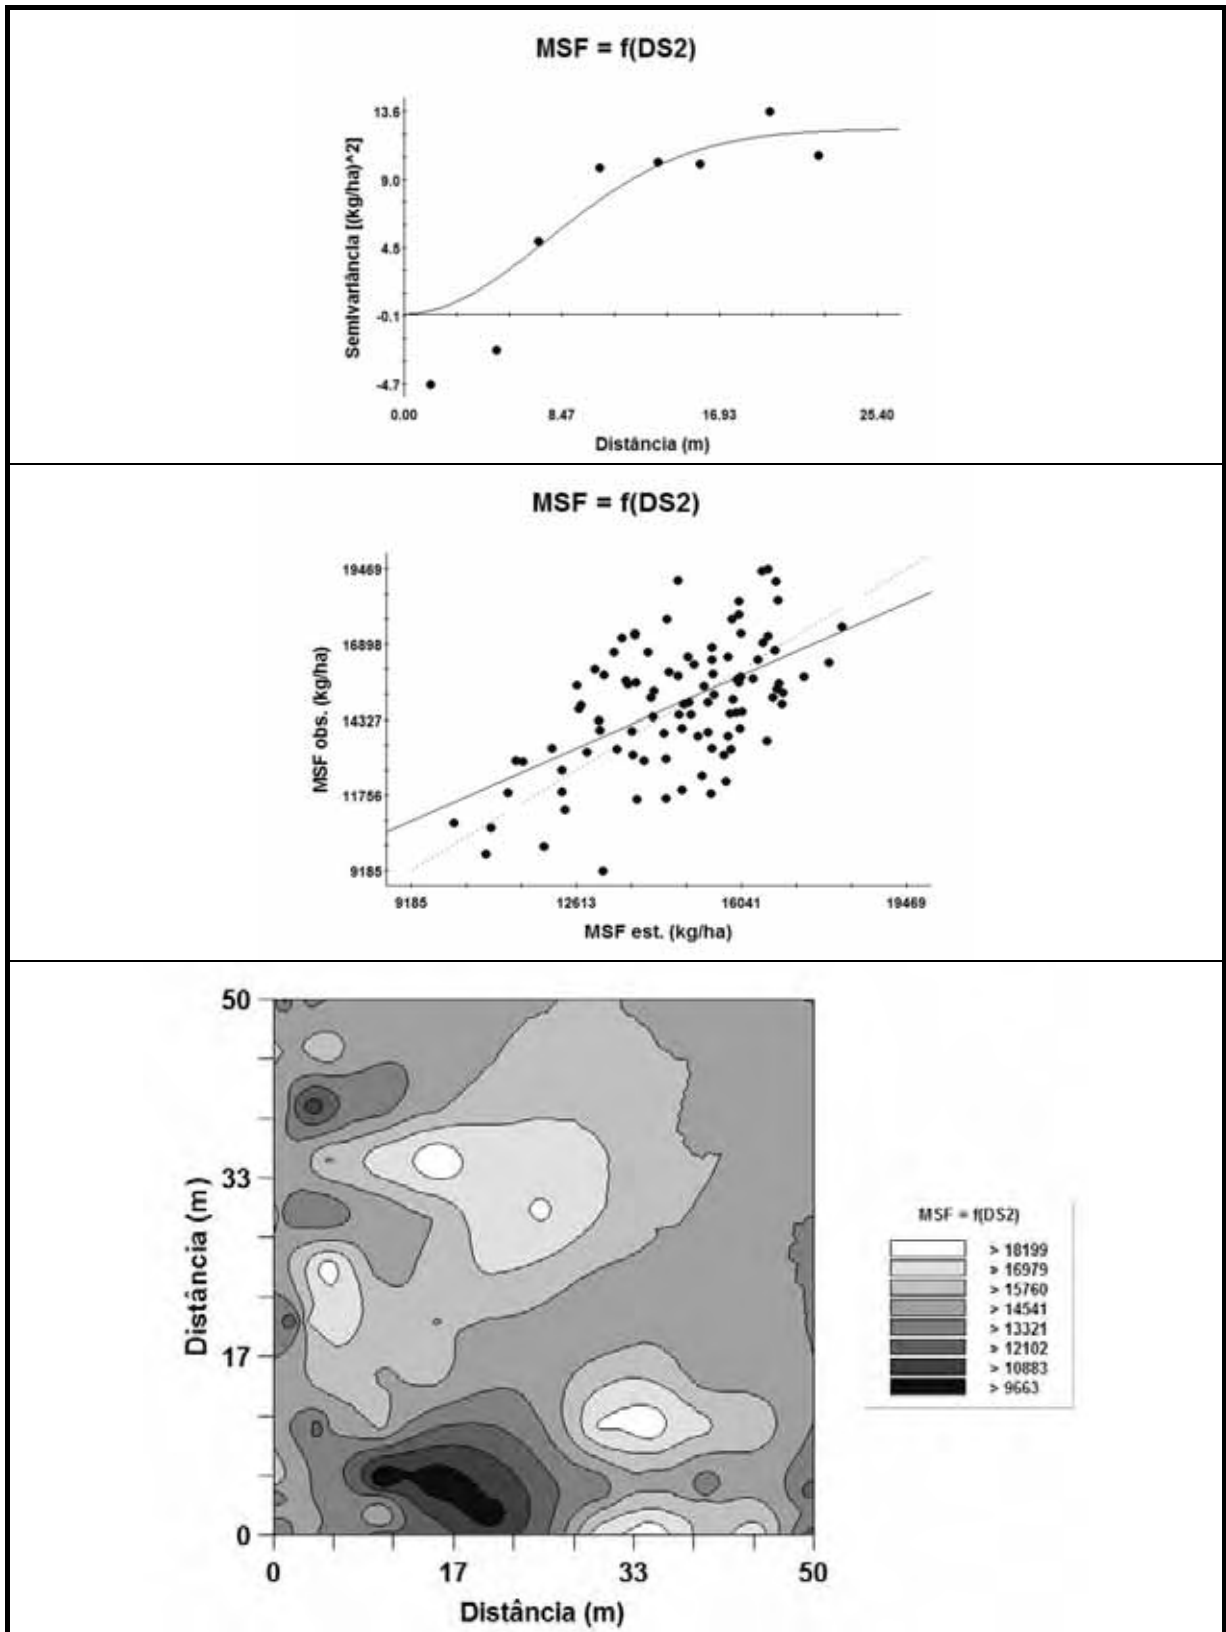 MSF = f(DS2)
13.6
9.0
4.5
-0.1
-4.7
Semivariância [(kg/ha)^2]
0.00 8.47 16.93 25.40
Distância (m)
MSF = f(DS2)
19469
16898
14327
11756
9185
MSF obs. (kg/ha)
9185 12613 16041 19469
MSF est. (kg/ha)
50
33
17
0
Distância (m)
0 17 33 50
Distância (m)
MSF = f(DS2)
> 18199
> 16979
> 15760
> 14541
> 13321
> 12102
> 10883
> 9663